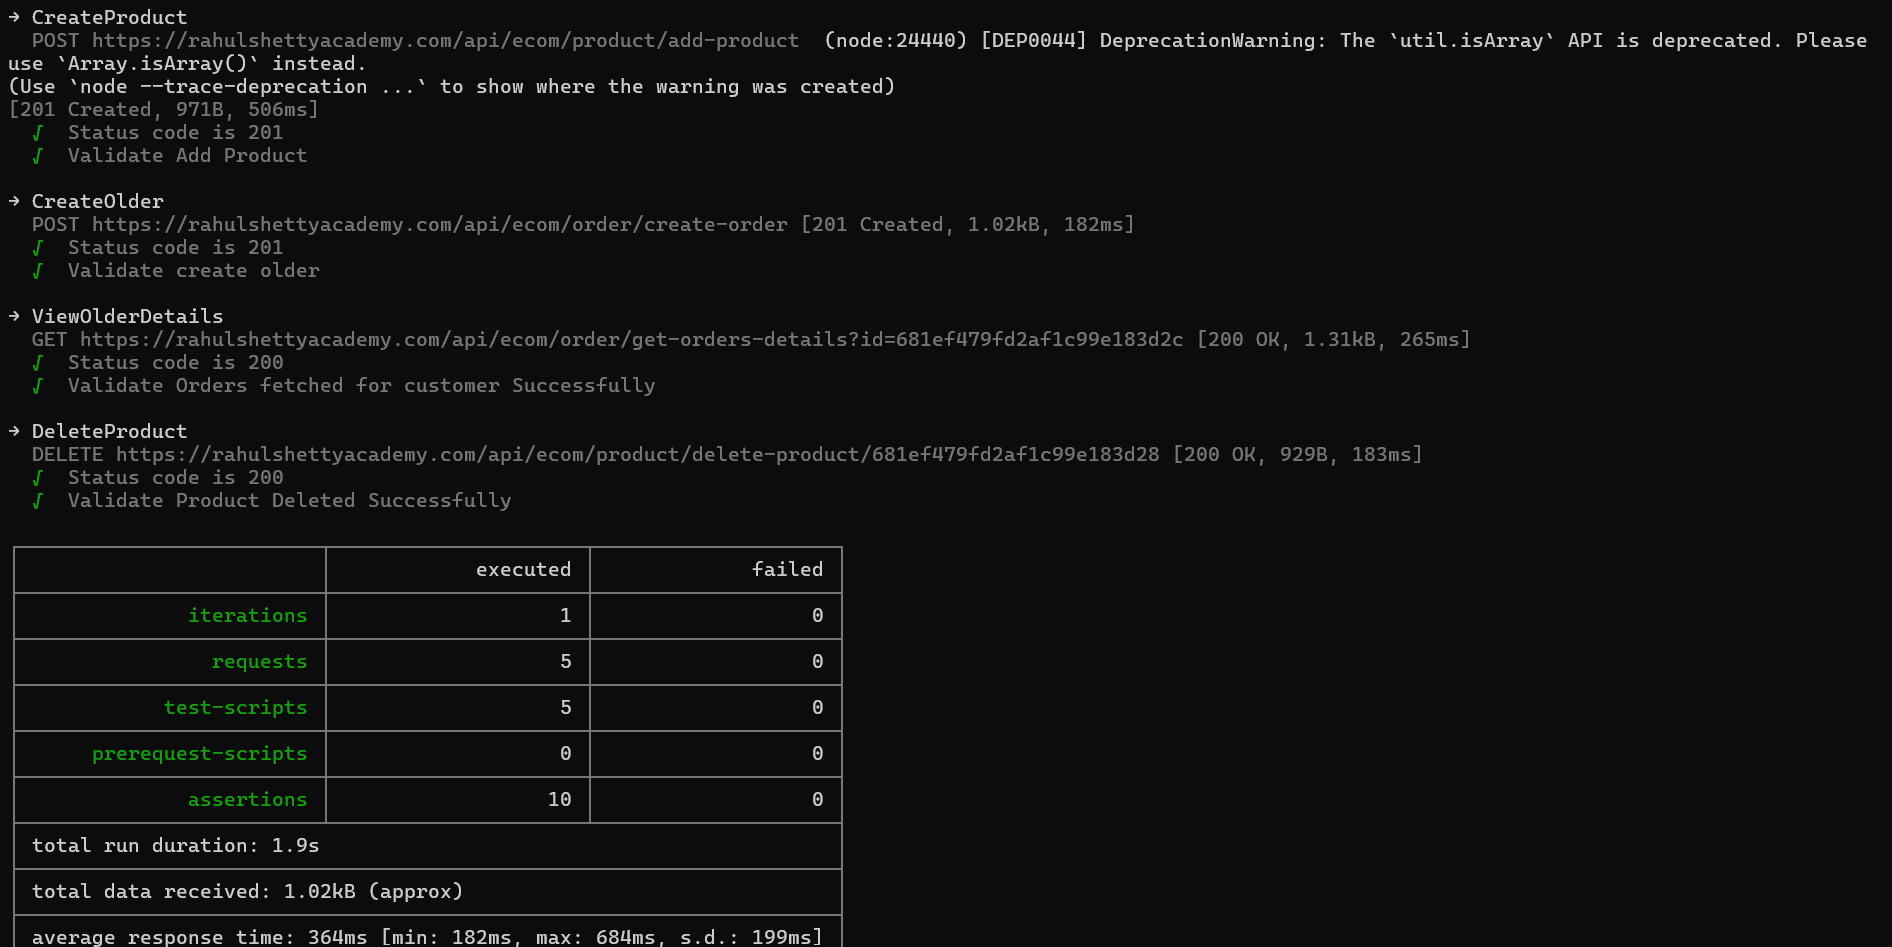 → CreateProduct
POST https://rahulshettyacademy.com/api/ecom/product/add-product  (node:24440) [DEP0044] DeprecationWarning: The `util.isArray` API is deprecated. Please
use `Array.isArray()` instead.
(Use `node --trace-deprecation ...` to show where the warning was created)
[201 Created, 971B, 506ms]
√  Status code is 201
√  Validate Add Product
→ CreateOlder
POST https://rahulshettyacademy.com/api/ecom/order/create-order [201 Created, 1.02kB, 182ms]
√  Status code is 201
√  Validate create older
→ ViewOlderDetails
GET https://rahulshettyacademy.com/api/ecom/order/get-orders-details?id=681ef479fd2af1c99e183d2c [200 OK, 1.31kB, 265ms]
√  Status code is 200
√  Validate Orders fetched for customer Successfully
→ DeleteProduct
DELETE https://rahulshettyacademy.com/api/ecom/product/delete-product/681ef479fd2af1c99e183d28 [200 OK, 929B, 183ms]
√  Status code is 200
√  Validate Product Deleted Successfully
executed failed
iterations 1 0
requests 5 0
test-scripts 5 0
prerequest-scripts 0 0
assertions 10 0
total run duration: 1.9s
total data received: 1.02kB (approx)
average response time: 364ms [min: 182ms, max: 684ms, s.d.: 199ms]